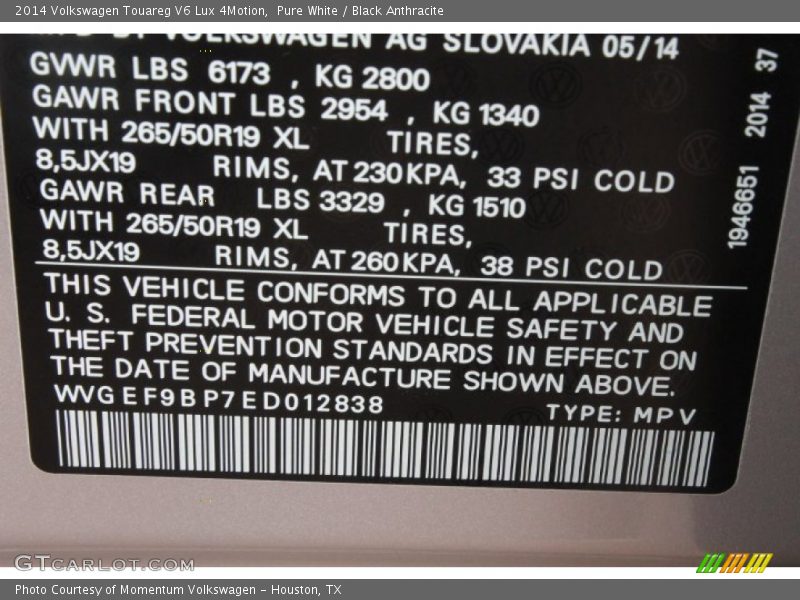 2014 Volkswagen Touareg V6 Lux 4Motion, Pure White / Black Anthracite
BY VOLKSWAGEN AG SLOVAKIA 05/14
GVWR LBS 6173 , KG 2800
GAWR FRONT LBS 2954 , KG 1340
WITH 265/50R19 XL TIRES,
8,5JX19 RIMS, AT 230 KPA, 33 PSI COLD
GAWR REAR LBS 3329 , KG 1510
WITH 265/50R19 XL TIRES,
8,5JX19 RIMS, AT 260 KPA, 38 PSI COLD
THIS VEHICLE CONFORMS TO ALL APPLICABLE
U. S. FEDERAL MOTOR VEHICLE SAFETY AND
THEFT PREVENTION STANDARDS IN EFFECT ON
THE DATE OF MANUFACTURE SHOWN ABOVE.
WVGEF9BP7ED012838 TYPE: MPV
1946651 2014 37
GTCARLOT.COM
Photo Courtesy of Momentum Volkswagen - Houston, TX